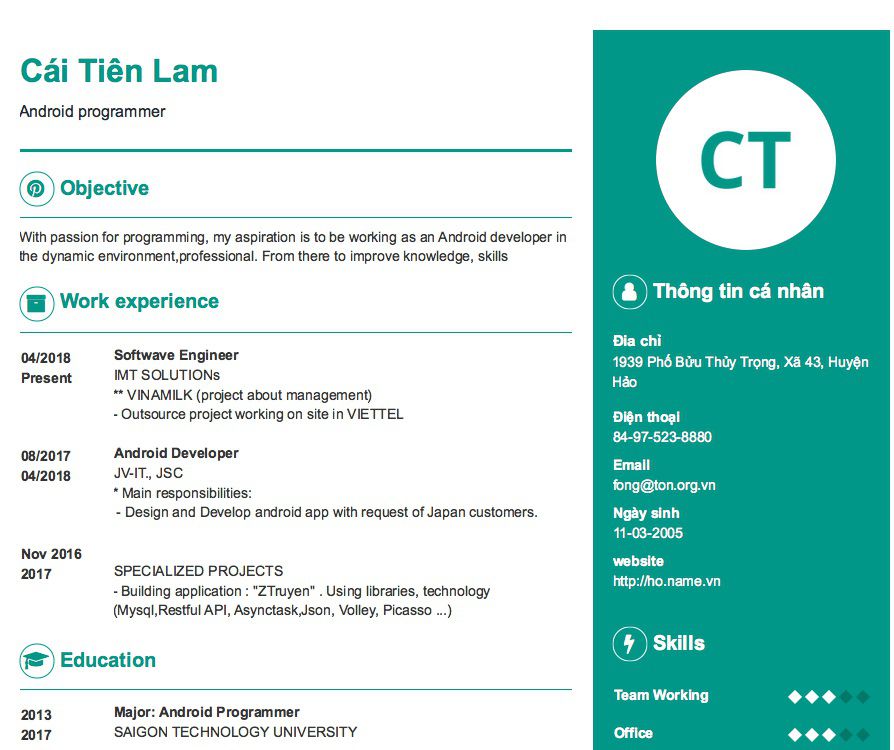 Cái Tiên Lam
Android programmer
Objective
With passion for programming, my aspiration is to be working as an Android developer in
the dynamic environment,professional. From there to improve knowledge, skills
Work experience
04/2018
Present
Softwave Engineer
IMT SOLUTIONs
** VINAMILK (project about management)
- Outsource project working on site in VIETTEL
08/2017
04/2018
Android Developer
JV-IT., JSC
* Main responsibilities:
- Design and Develop android app with request of Japan customers.
Nov 2016
2017
SPECIALIZED PROJECTS
- Building application : "ZTruyen" . Using libraries, technology
(Mysql,Restful API, Asynctask,Json, Volley, Picasso ...)
Education
2013
2017
Major: Android Programmer
SAIGON TECHNOLOGY UNIVERSITY
CT
Thông tin cá nhân
Đia chỉ
1939 Phố Bửu Thủy Trọng, Xã 43, Huyện
Hảo
Điện thoại
84-97-523-8880
Email
fong@ton.org.vn
Ngày sinh
11-03-2005
website
http://ho.name.vn
Skills
Team Working
Office